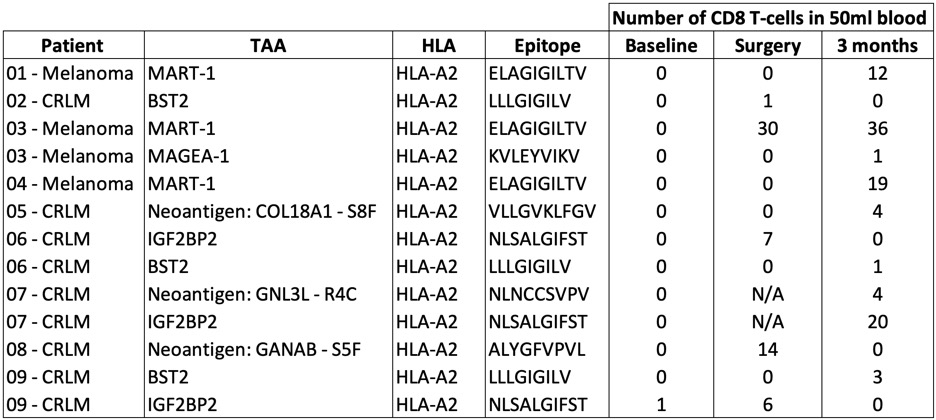 Number of CD8 T-cells in 50ml blood
Patient TAA HLA Epitope Baseline Surgery 3 months
01 - Melanoma MART-1 HLA-A2 ELAGIGILTV 0 0 12
02 - CRLM BST2 HLA-A2 LLLGIGILV 0 1 0
03 - Melanoma MART-1 HLA-A2 ELAGIGILTV 0 30 36
03 - Melanoma MAGEA-1 HLA-A2 KVLEYVIKV 0 0 1
04 - Melanoma MART-1 HLA-A2 ELAGIGILTV 0 0 19
05 - CRLM Neoantigen: COL18A1 - S8F HLA-A2 VLLGVKLFGV 0 0 4
06 - CRLM IGF2BP2 HLA-A2 NLSALGIFST 0 7 0
06 - CRLM BST2 HLA-A2 LLLGIGILV 0 0 1
07 - CRLM Neoantigen: GNL3L - R4C HLA-A2 NLNCCSVPV 0 N/A 4
07 - CRLM IGF2BP2 HLA-A2 NLSALGIFST 0 N/A 20
08 - CRLM Neoantigen: GANAB - S5F HLA-A2 ALYGFVPVL 0 14 0
09 - CRLM BST2 HLA-A2 LLLGIGILV 0 0 3
09 - CRLM IGF2BP2 HLA-A2 NLSALGIFST 1 6 0